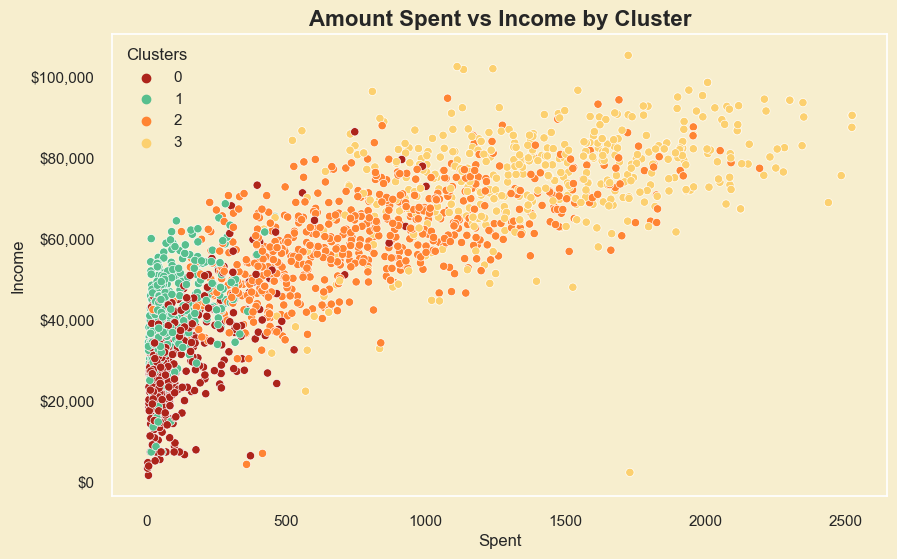 Amount Spent vs Income by Cluster
Clusters
0
1
2
3
$100,000
$80,000
$60,000
$40,000
$20,000
$0
Income
0 500 1000 1500 2000 2500
Spent